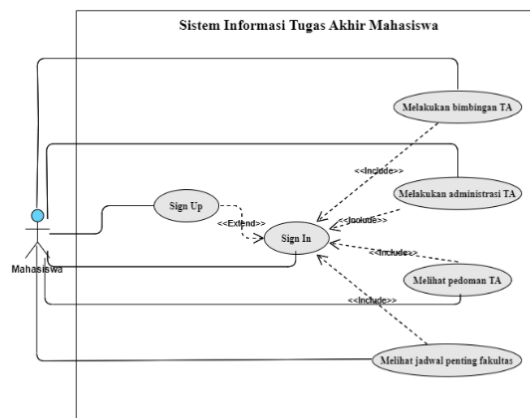 Sistem Informasi Tugas Akhir Mahasiswa
Melakukan bimbingan TA
<<Include>>
Melakukan administrasi TA
Sign Up
<<Include>>
<<Extend>>
Sign In
<<Include>>
Mahasiswa
Melihat pedoman TA
<<Include>>
Melihat jadwal penting fakultas